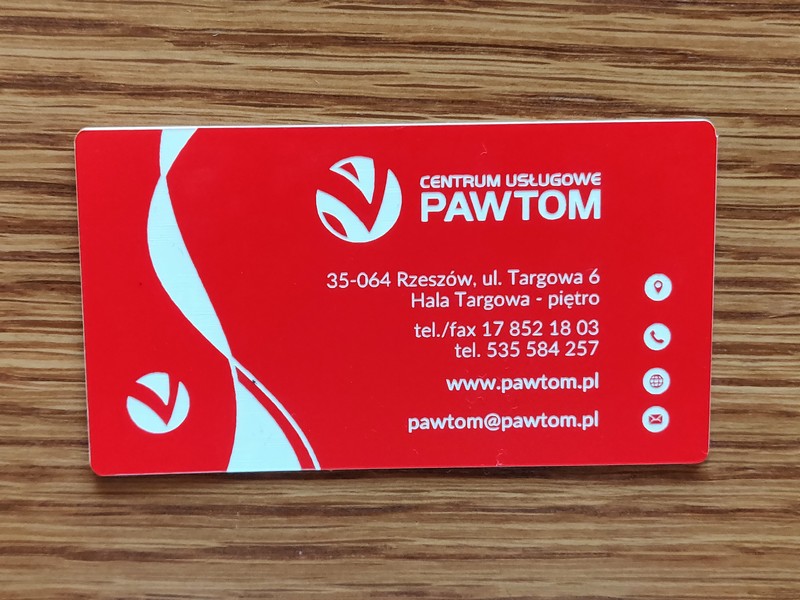 CENTRUM USŁUGOWE
PAWTOM
35-064 Rzeszów, ul. Targowa 6
Hala Targowa - piętro
tel./fax 17 852 18 03
tel. 535 584 257
www.pawtom.pl
pawtom@pawtom.pl